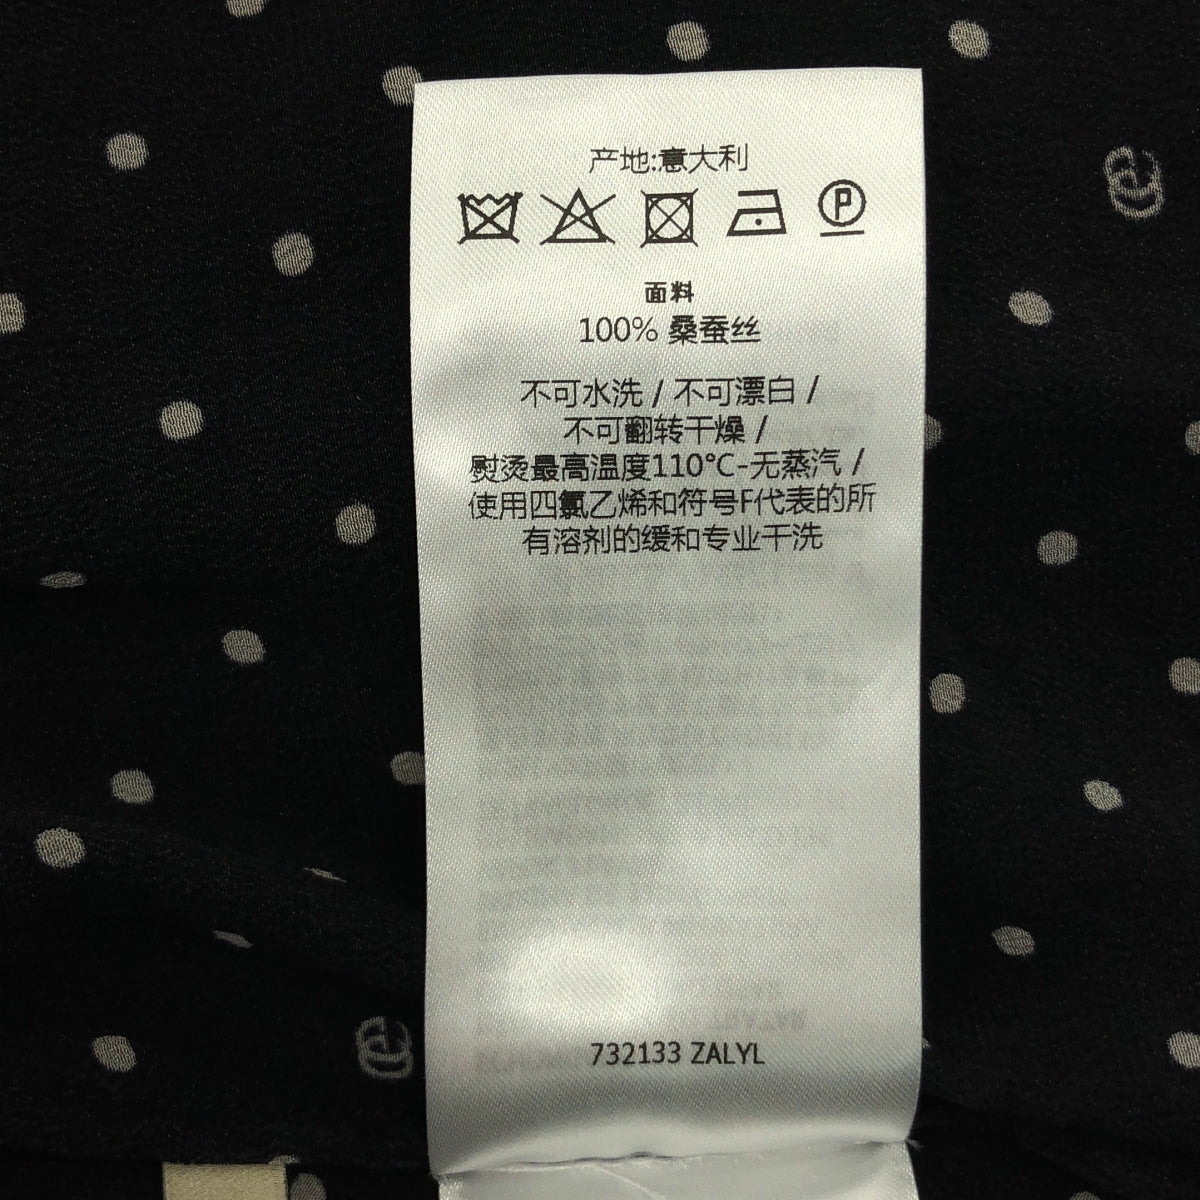 产地:意大利
P
面料
100% 桑蚕丝
不可水洗 / 不可漂白 /
不可翻转干燥 /
熨烫最高温度110°C-无蒸汽 /
使用四氯乙烯和符号F代表的所
有溶剂的缓和专业干洗
732133 ZALYL